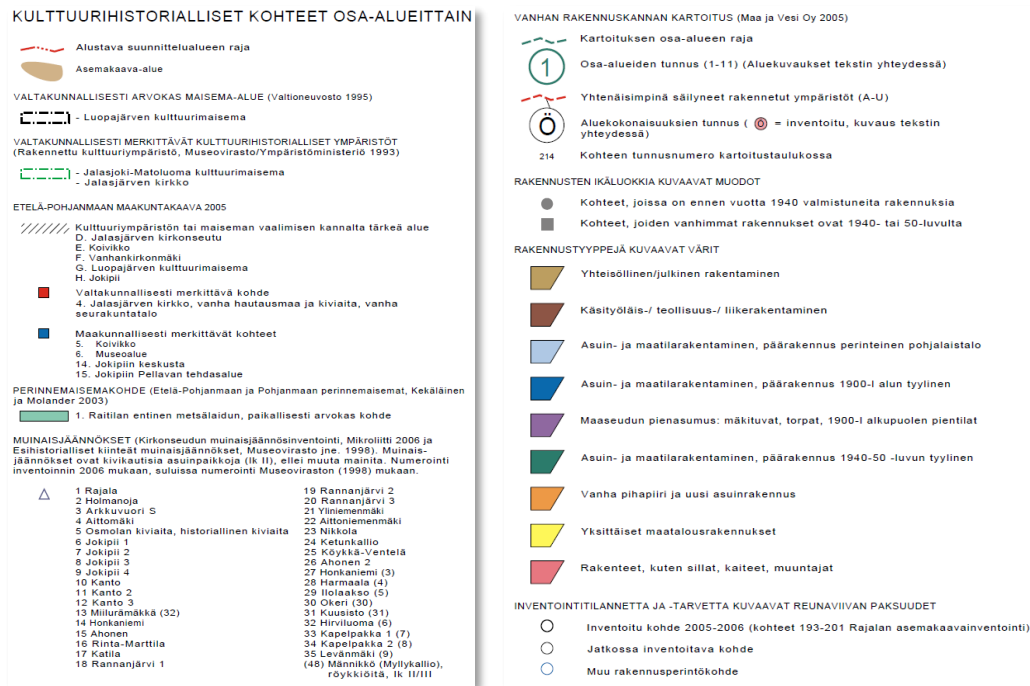 KULTTUURIHISTORIALLISET KOHTEET OSA-ALUEITTAIN
Alustava suunnittelualueen raja
Asemakaava-alue
VALTAKUNNALLISESTI ARVOKAS MAISEMA-ALUE (Valtioneuvosto 1995)
- Luopajärven kulttuurimaisema
VALTAKUNNALLISESTI MERKITTÄVÄT KULTTUURIHISTORIALLISET YMPÄRISTÖT
(Rakennettu kulttuuriympäristö, Museovirasto/Ympäristöministeriö 1993)
- Jalasjoki-Matoluoma kulttuurimaisema
- Jalasjärven kirkko
ETELÄ-POHJANMAAN MAAKUNTAKAAVA 2005
Kulttuuriympäristön tai maiseman vaalimisen kannalta tärkeä alue
D. Jalasjärven kirkonseutu
E. Koivikko
F. Vanhankirkonmäki
G. Luopajärven kulttuurimaisema
H. Jokipii
Valtakunnallisesti merkittävä kohde
4. Jalasjärven kirkko, vanha hautausmaa ja kiviaita, vanha
seurakuntatalo
Maakunnallisesti merkittävät kohteet
5. Koivikko
6. Museoalue
14. Jokipiin keskusta
15. Jokipiin Pellavan tehdasalue
PERINNEMAISEMAKOHDE (Etelä-Pohjanmaan ja Pohjanmaan perinnemaisemat, Kekäläinen
ja Molander 2003)
1. Raitilan entinen metsälaidun, paikallisesti arvokas kohde
MUINAISJÄÄNNÖKSET (Kirkonseudun muinaisjäännösinventointi, Mikroliitti 2006 ja
Esihistorialliset kiinteät muinaisjäännökset, Museovirasto jne. 1998). Muinais-
jäännökset ovat kivikautisia asuinpaikkoja (Ik II), ellei muuta mainita. Numerointi
inventoinnin 2006 mukaan, suluissa numerointi Museoviraston (1998) mukaan.
1 Rajala
2 Holmanoja
3 Arkkuvuori S
4 Aittomäki
5 Osmolan kiviaita, historiallinen kiviaita
6 Jokipii 1
7 Jokipii 2
8 Jokipii 3
9 Jokipii 4
10 Kanto
11 Kanto 2
12 Kanto 3
13 Miilurämäkkä (32)
14 Honkaniemi
15 Ahonen
16 Rinta-Marttila
17 Katila
18 Rannanjärvi 1
19 Rannanjärvi 2
20 Rannanjärvi 3
21 Yliniemenmäki
22 Aittoniemenmäki
23 Nikkola
24 Ketunkallio
25 Köykkä-Ventelä
26 Ahonen 2
27 Honkaniemi (3)
28 Harmaala (4)
29 Ilolaakso (5)
30 Okeri (30)
31 Kuusisto (31)
32 Hirviluoma (6)
33 Kapelpakka 1 (7)
34 Kapelpakka 2 (8)
35 Levänmäki (9)
(48) Männikkö (Myllykallio),
röykkiöitä, Ik II/III
VANHAN RAKENNUSKANNAN KARTOITUS (Maa ja Vesi Oy 2005)
Kartoituksen osa-alueen raja
1 Osa-alueiden tunnus (1-11) (Aluekuvaukset tekstin yhteydessä)
Yhtenäisimpinä säilyneet rakennetut ympäristöt (A-U)
Ö Aluekokonaisuuksien tunnus ( Ö = inventoitu, kuvaus tekstin
yhteydessä)
214 Kohteen tunnusnumero kartoitustaulukossa
RAKENNUSTEN IKÄLUOKKIA KUVAAVAT MUODOT
Kohteet, joissa on ennen vuotta 1940 valmistuneita rakennuksia
Kohteet, joiden vanhimmat rakennukset ovat 1940- tai 50-luvulta
RAKENNUSTYYPPEJÄ KUVAAVAT VÄRIT
Yhteisöllinen/julkinen rakentaminen
Käsityöläis-/ teollisuus-/ liikerakentaminen
Asuin- ja maatilarakentaminen, päärakennus perinteinen pohjalaistalo
Asuin- ja maatilarakentaminen, päärakennus 1900-l alun tyylinen
Maaseudun pienasumus: mäkituvat, torpat, 1900-l alkupuolen pientilat
Asuin- ja maatilarakentaminen, päärakennus 1940-50 -luvun tyylinen
Vanha pihapiiri ja uusi asuinrakennus
Yksittäiset maatalousrakennukset
Rakenteet, kuten sillat, kaiteet, muuntajat
INVENTOINTITILANNETTA JA -TARVETTA KUVAAVAT REUNAVIIVAN PAKSUUDET
Inventoitu kohde 2005-2006 (kohteet 193-201 Rajalan asemakaavainventointi)
Jatkossa inventoitava kohde
Muu rakennusperintökohde